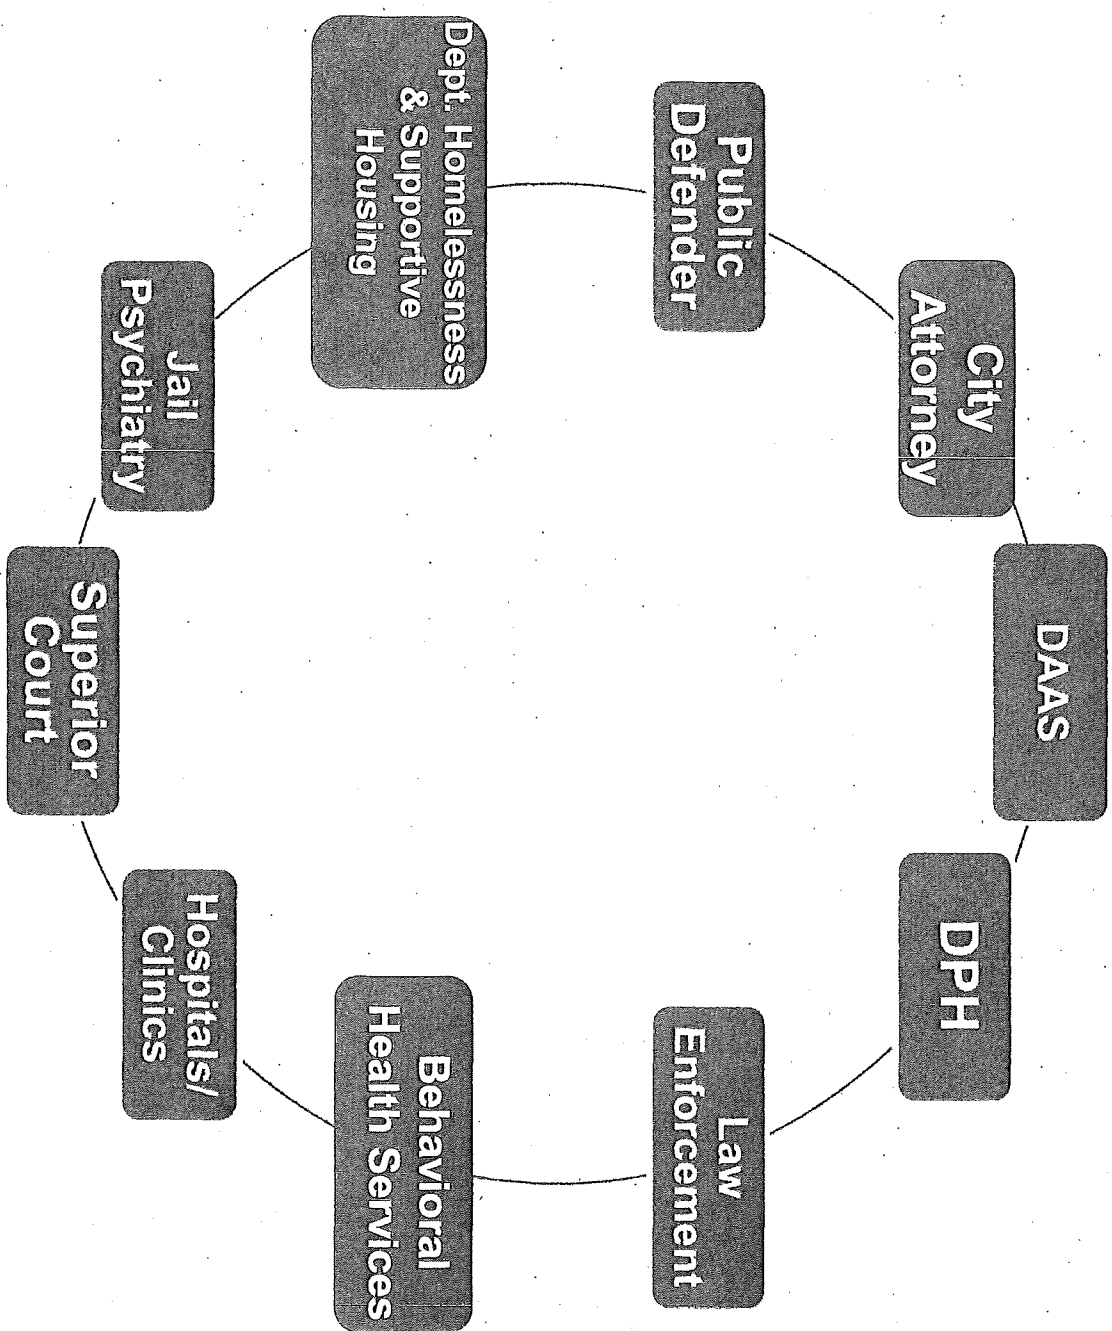 DAAS
City
Attorney
DPH
Public
Defender
Law
Enforcement
Dept. Homelessness
& Supportive
Housing
Behavioral
Health Services
Jail
Psychiatry
Hospitals/
Clinics
Superior
Court